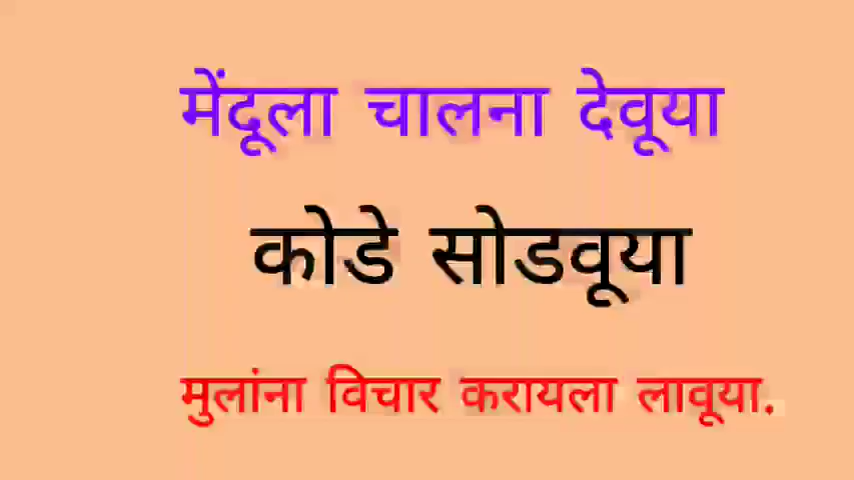 मेंदूला चालना देवूया
कोडे सोडवूया
मुलांना विचार करायला लावूया.